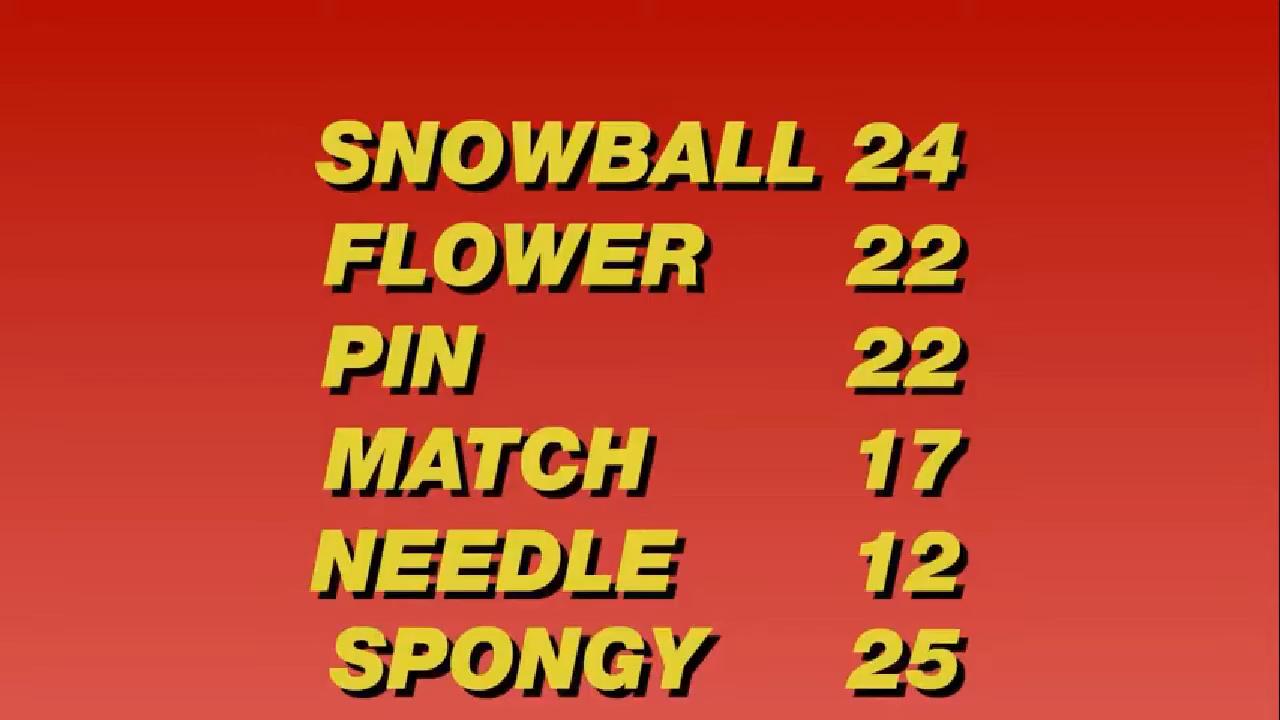 SNOWBALL 24
FLOWER 22
PIN 22
MATCH 17
NEEDLE 12
SPONGY 25